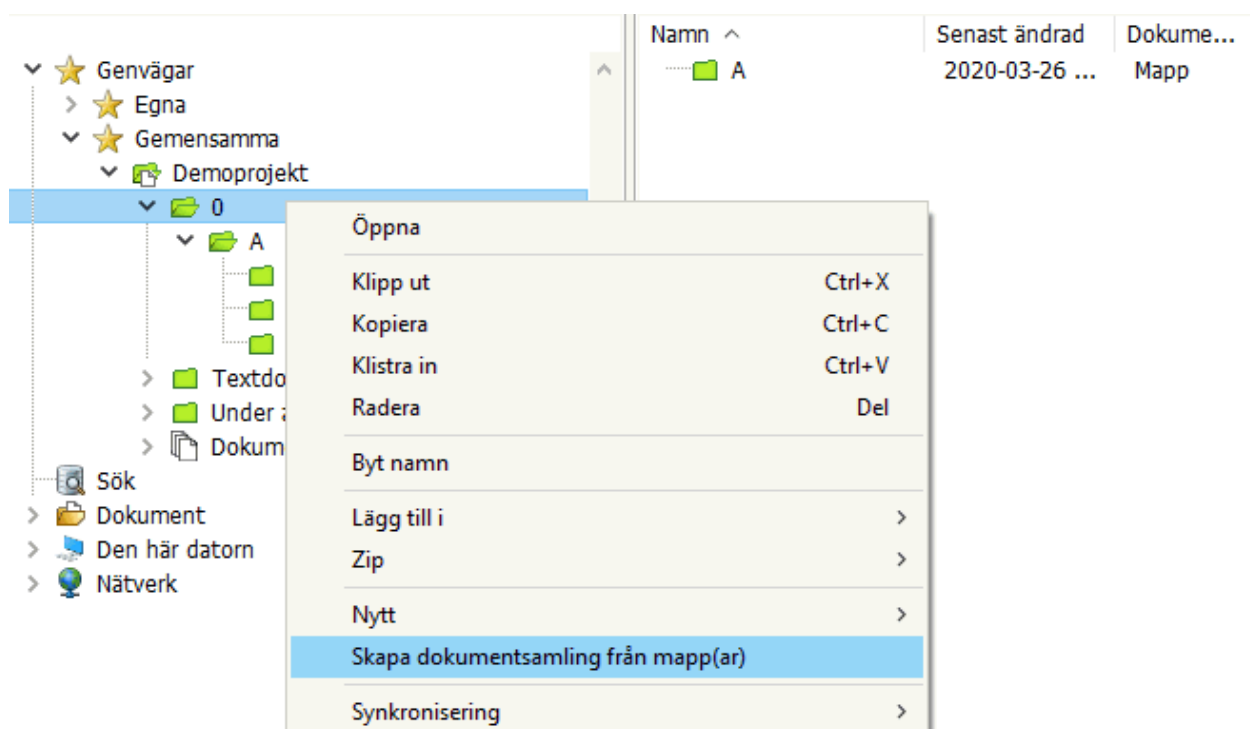 Namn Senast ändrad Dokume...
A 2020-03-26 ... Mapp
Genvägar
Egna
Gemensamma
Demoprojekt
0
A
Textdo
Under
Dokum
Sök
Dokument
Den här datorn
Nätverk
Öppna
Klipp ut Ctrl+X
Kopiera Ctrl+C
Klistra in Ctrl+V
Radera Del
Byt namn
Lägg till i
Zip
Nytt
Skapa dokumentsamling från mapp(ar)
Synkronisering